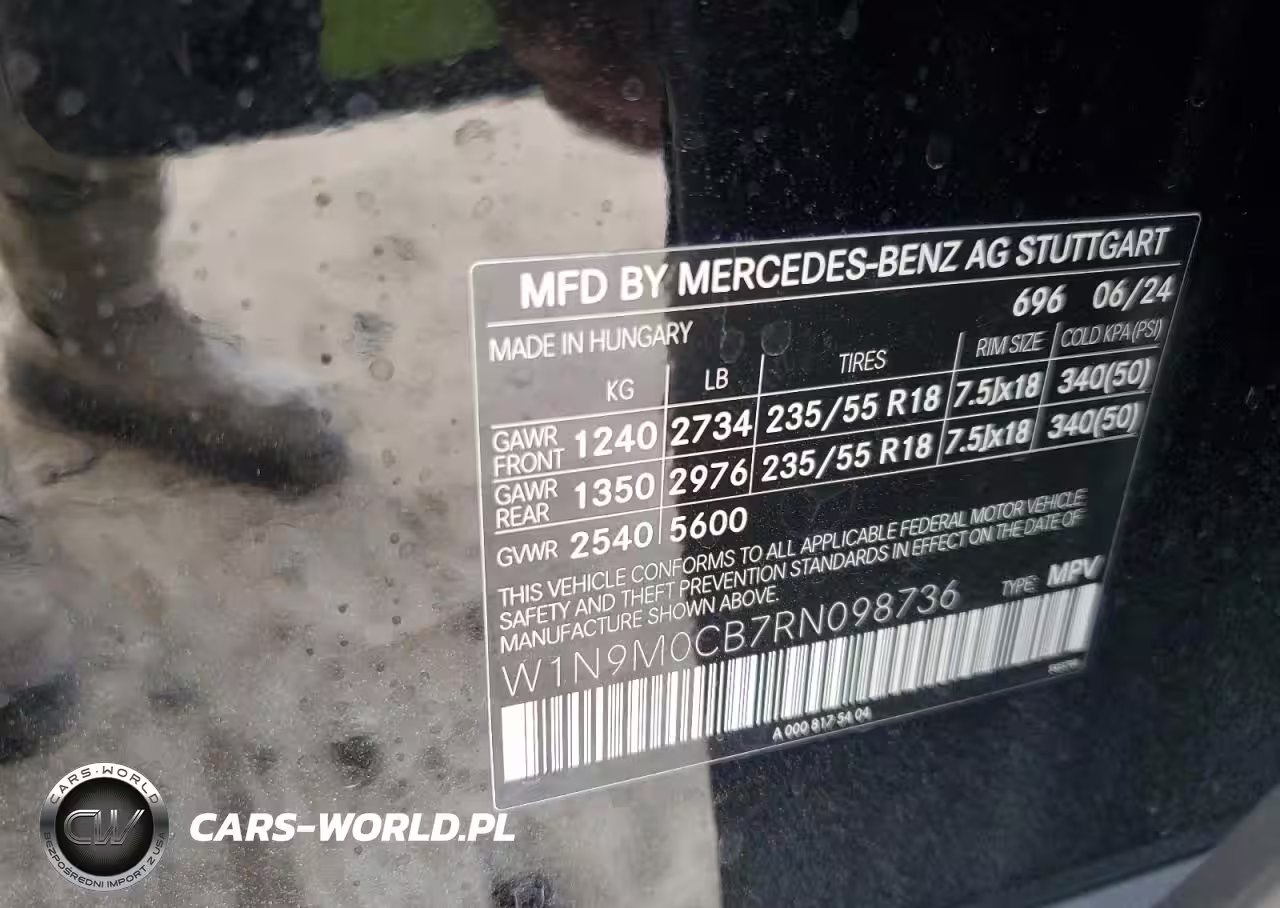 MFD BY MERCEDES-BENZ AG STUTTGART
696 06/24
MADE IN HUNGARY
KG LB TIRES RIM SIZE COLD KPA (PSI)
GAWR FRONT 1240 2734 235/55 R18 7.5Jx18 340(50)
GAWR REAR 1350 2976 235/55 R18 7.5Jx18 340(50)
GVWR 2540 5600
THIS VEHICLE CONFORMS TO ALL APPLICABLE FEDERAL MOTOR VEHICLE
SAFETY AND THEFT PREVENTION STANDARDS IN EFFECT ON THE DATE OF
MANUFACTURE SHOWN ABOVE.
W1N9M0CB7RN098736 TYPE: MPV
A 000 817 54 04
CARS-WORLD
CW
BEZPOŚREDNI IMPORT Z USA
CARS-WORLD.PL